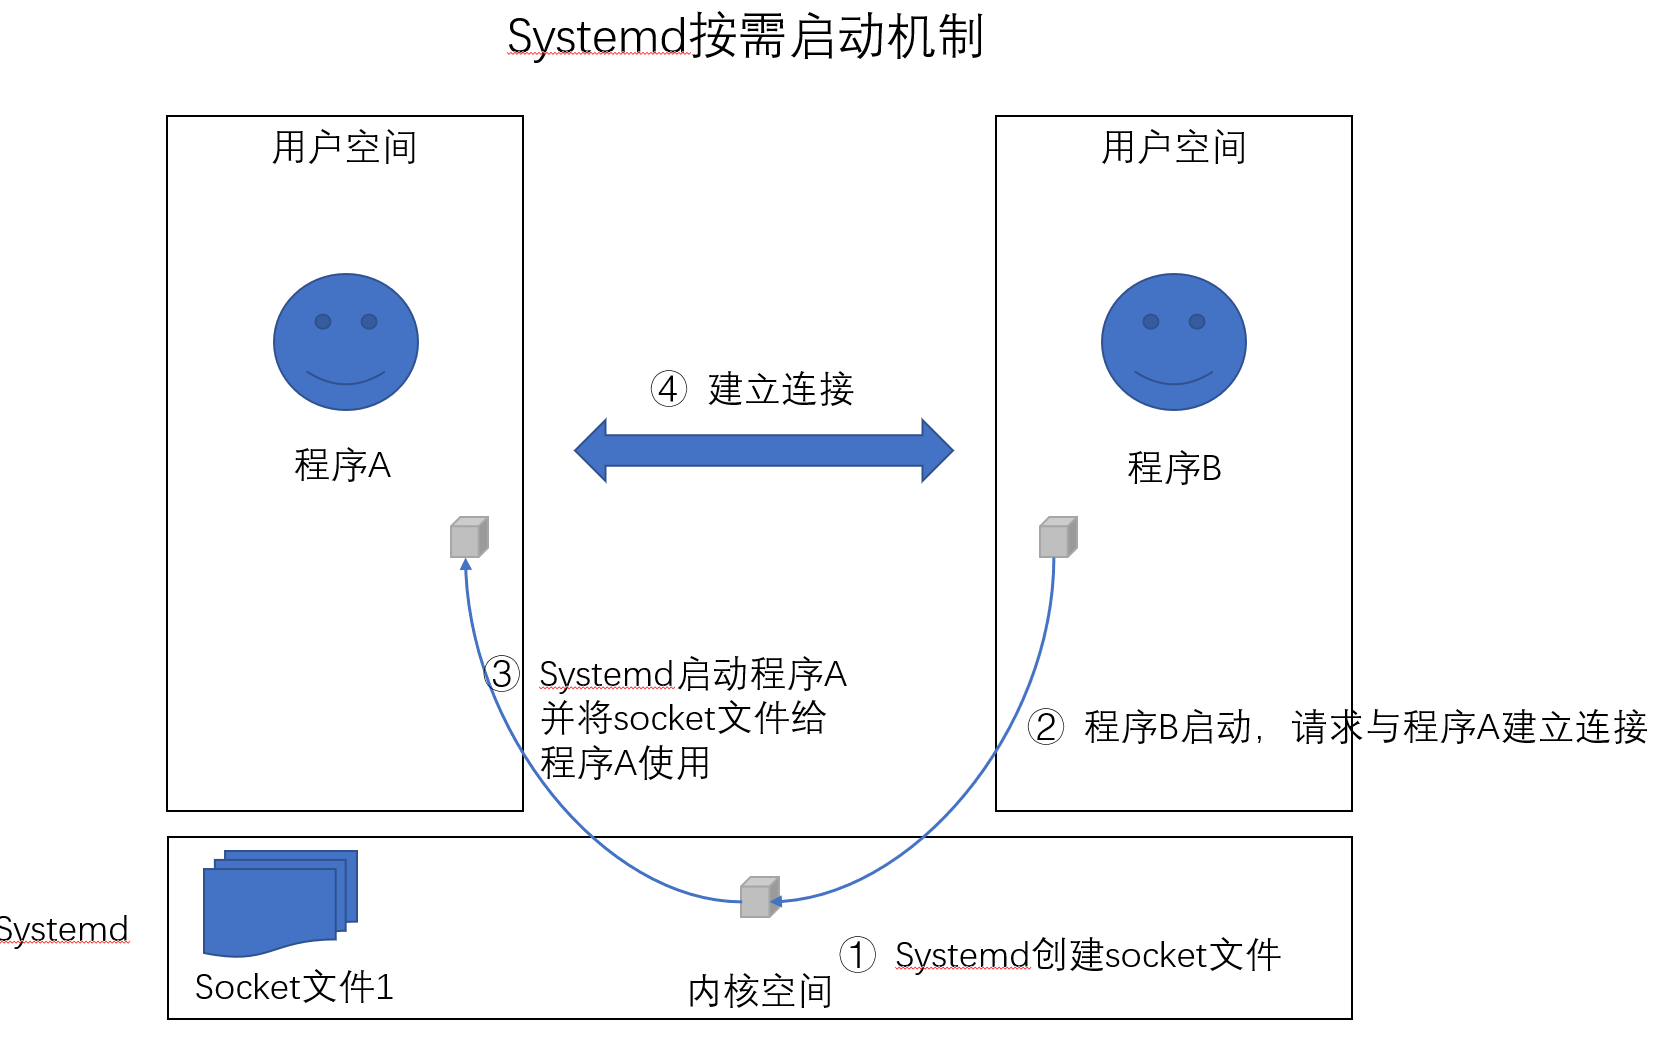 Systemd按需启动机制
用户空间
用户空间
④ 建立连接
程序A
程序B
③ Systemd启动程序A
并将socket文件给
程序A使用
② 程序B启动，请求与程序A建立连接
Systemd
① Systemd创建socket文件
Socket文件1
内核空间